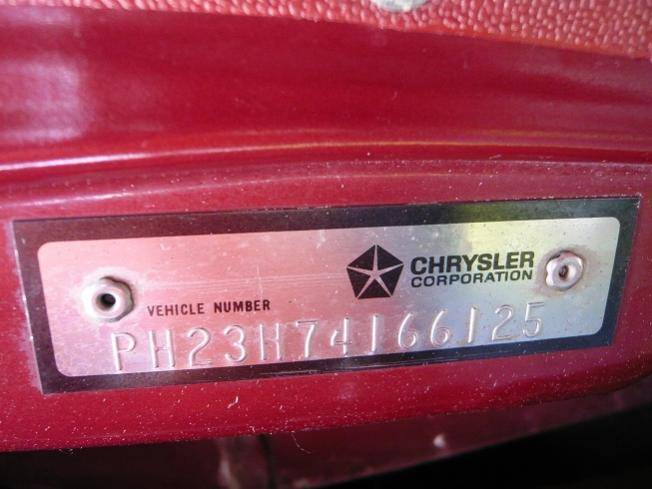 CHRYSLER
CORPORATION
VEHICLE NUMBER
PH23H74166125